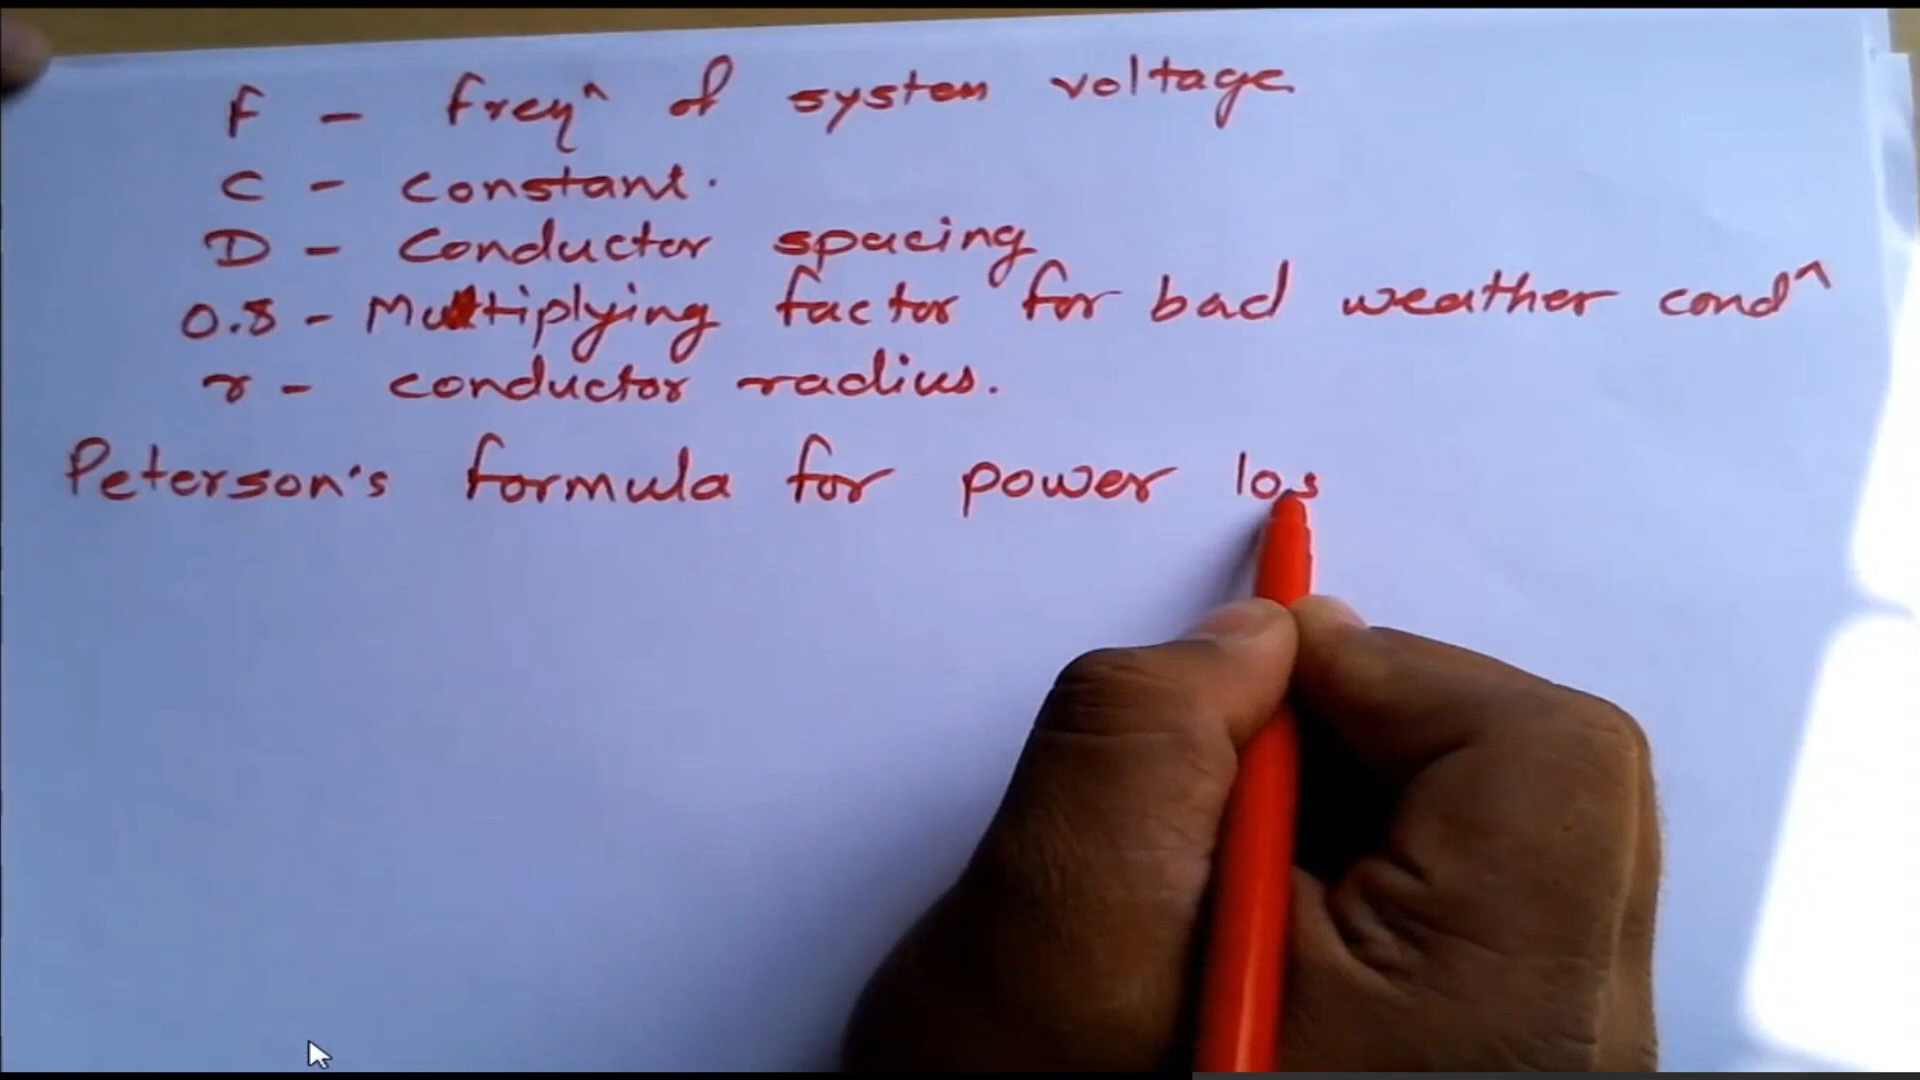 F - Freq^ of system voltage
C - constant.
D - Conductor spacing
0.8 - Multiplying factor for bad weather cond^
r - conductor radius.
Peterson's formula for power los